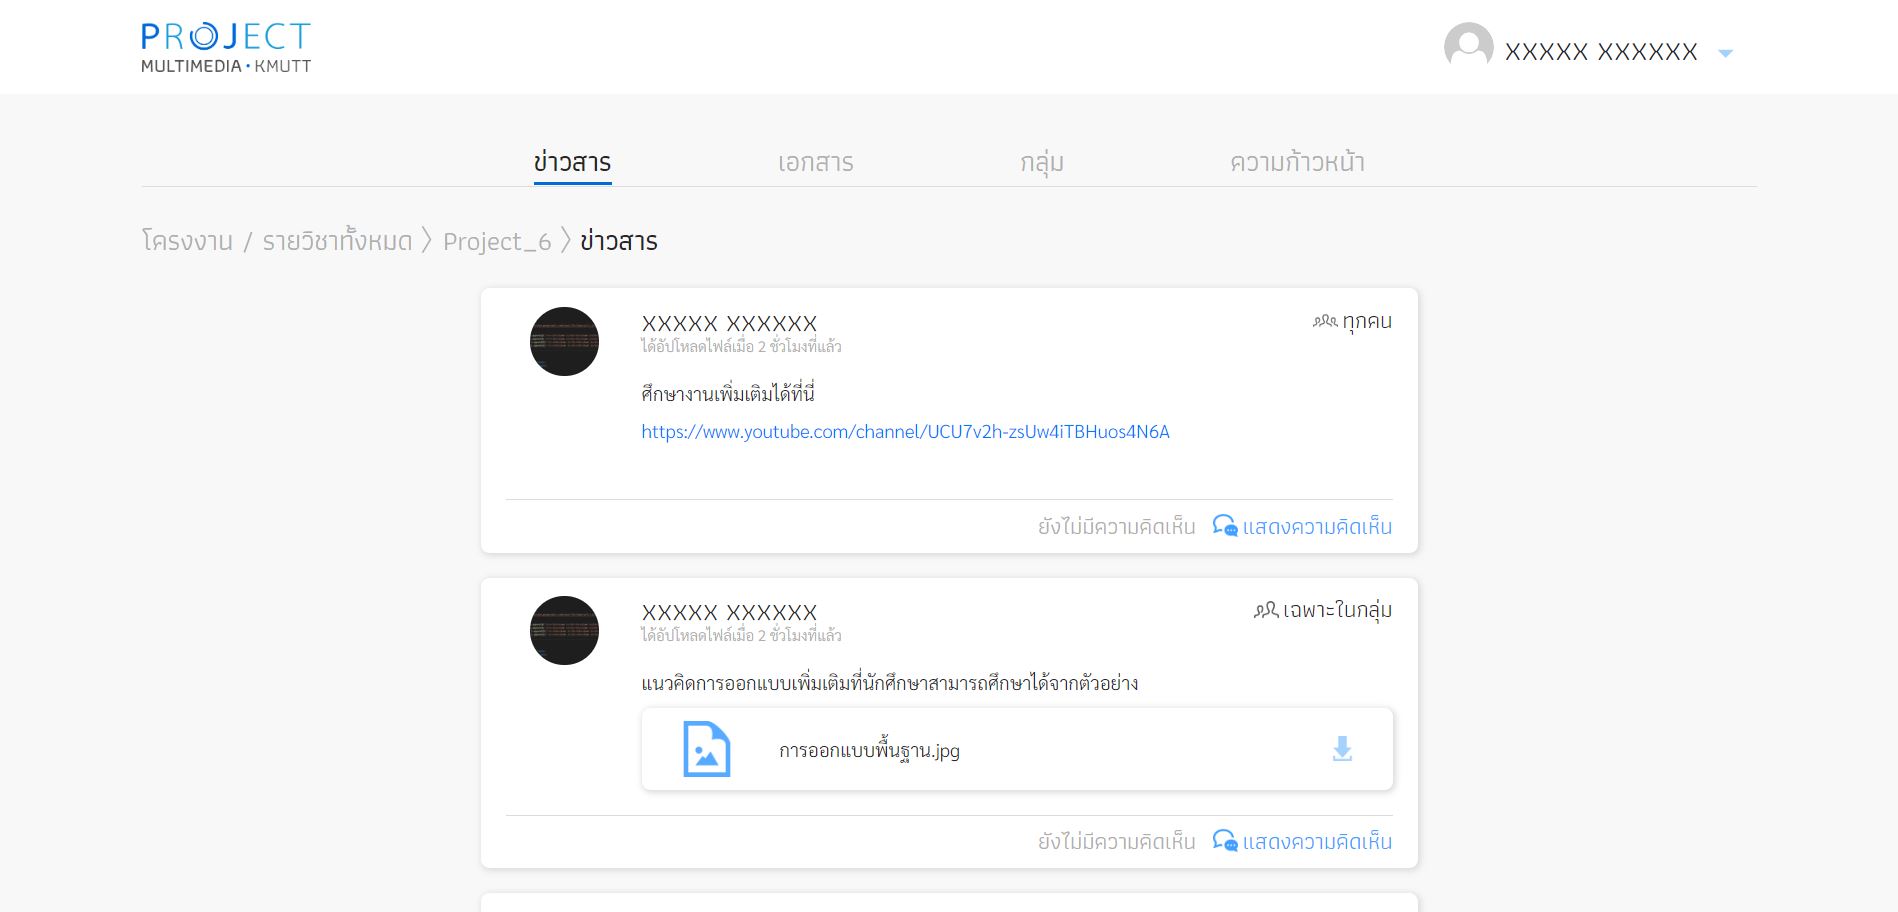 PROJECT
MULTIMEDIA • KMUTT
XXXXX XXXXXX
ข่าวสาร เอกสาร กลุ่ม ความก้าวหน้า
โครงงาน / รายวิชาทั้งหมด 〉 Project_6 〉 ข่าวสาร
XXXXX XXXXXX ทุกคน
ได้อัปโหลดไฟล์เมื่อ 2 ชั่วโมงที่แล้ว
ศึกษางานเพิ่มเติมได้ที่นี่
https://www.youtube.com/channel/UCU7v2h-zsUw4iTBHuos4N6A
ยังไม่มีความคิดเห็น แสดงความคิดเห็น
XXXXX XXXXXX เฉพาะในกลุ่ม
ได้อัปโหลดไฟล์เมื่อ 2 ชั่วโมงที่แล้ว
แนวคิดการออกแบบเพิ่มเติมที่นักศึกษาสามารถศึกษาได้จากตัวอย่าง
การออกแบบพื้นฐาน.jpg
ยังไม่มีความคิดเห็น แสดงความคิดเห็น